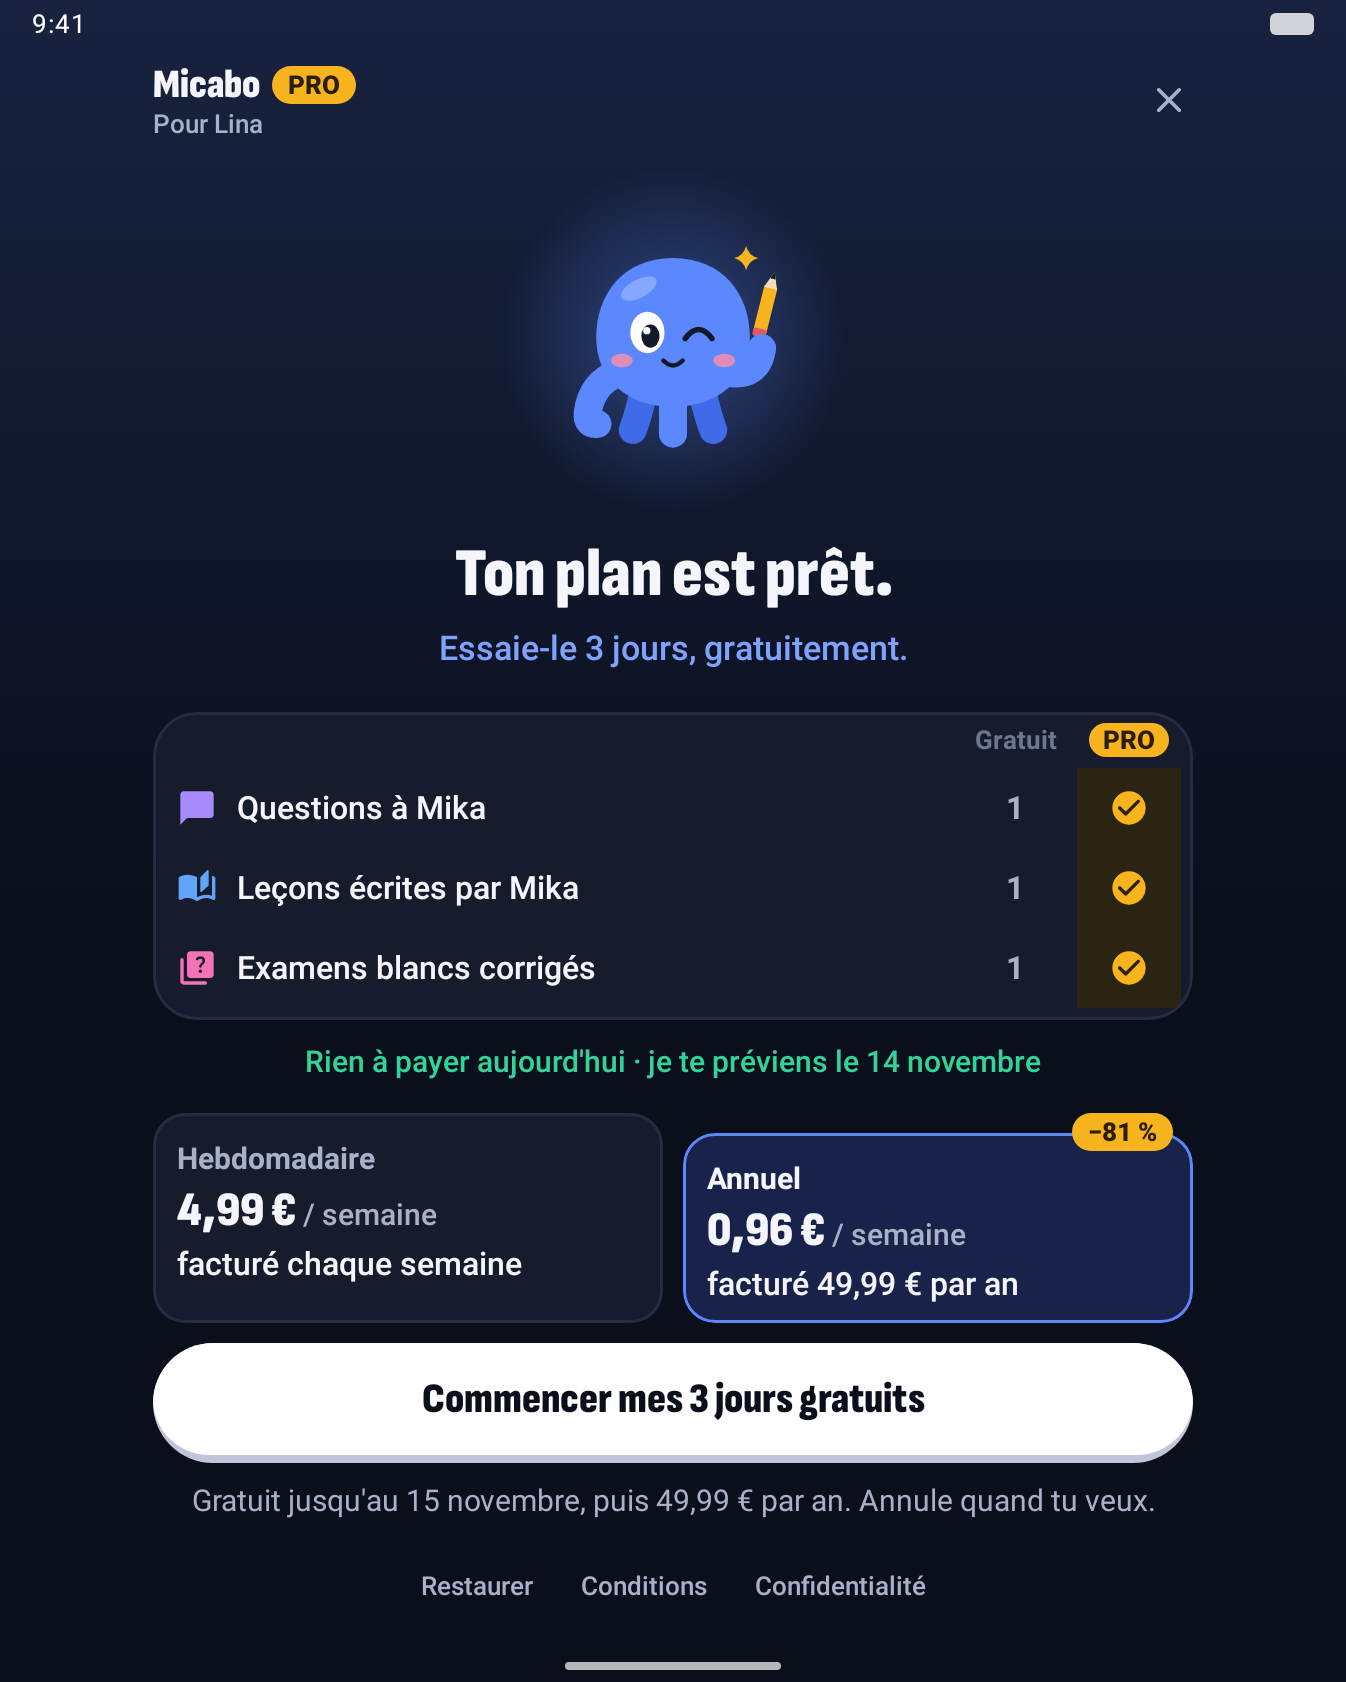 9:41
Micabo PRO
Pour Lina
Ton plan est prêt.
Essaie-le 3 jours, gratuitement.
Gratuit PRO
Questions à Mika 1
Leçons écrites par Mika 1
Examens blancs corrigés 1
Rien à payer aujourd'hui · je te préviens le 14 novembre
Hebdomadaire
4,99 € / semaine
facturé chaque semaine
−81 %
Annuel
0,96 € / semaine
facturé 49,99 € par an
Commencer mes 3 jours gratuits
Gratuit jusqu'au 15 novembre, puis 49,99 € par an. Annule quand tu veux.
Restaurer Conditions Confidentialité